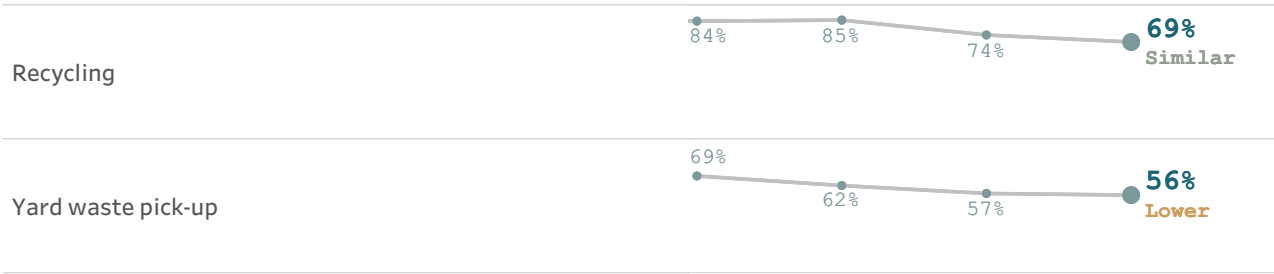 84%
85%
74%
69%
Similar
Recycling
69%
62%
57%
56%
Lower
Yard waste pick-up